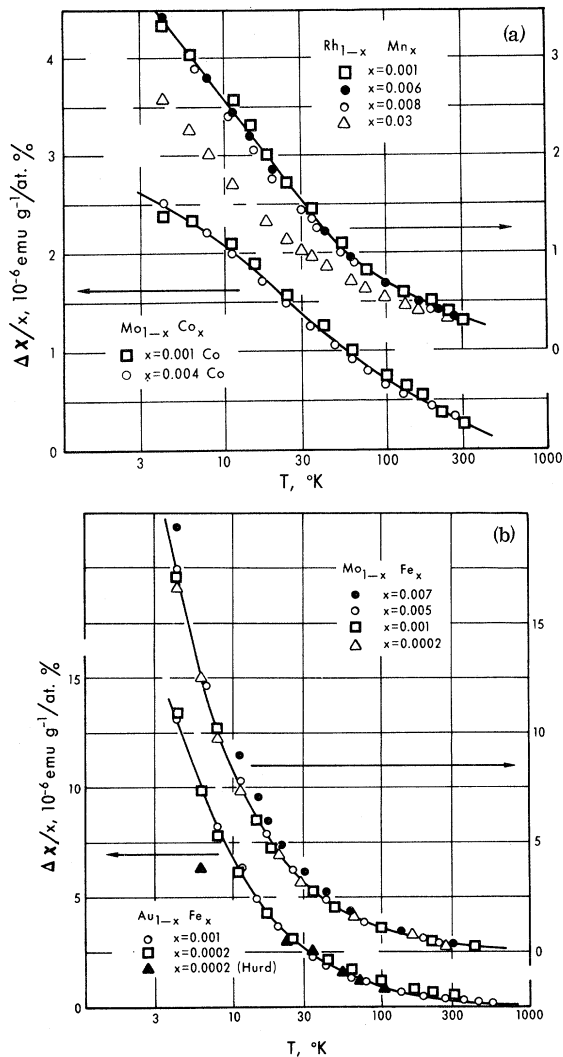 (a)
4
3
2
1
0
3
2
1
0
Rh1−x Mnx
x=0.001
x=0.006
x=0.008
x=0.03
Mo1−x Cox
x=0.001 Co
x=0.004 Co
Δχ/x, 10⁻⁶ emu g⁻¹/at. %
3 10 30 100 300 1000
T, °K
(b)
15
10
5
0
15
10
5
0
Mo1−x Fex
x=0.007
x=0.005
x=0.001
x=0.0002
Au1−x Fex
x=0.001
x=0.0002
x=0.0002 (Hurd)
Δχ/x, 10⁻⁶ emu g⁻¹/at. %
3 10 30 100 300 1000
T, °K